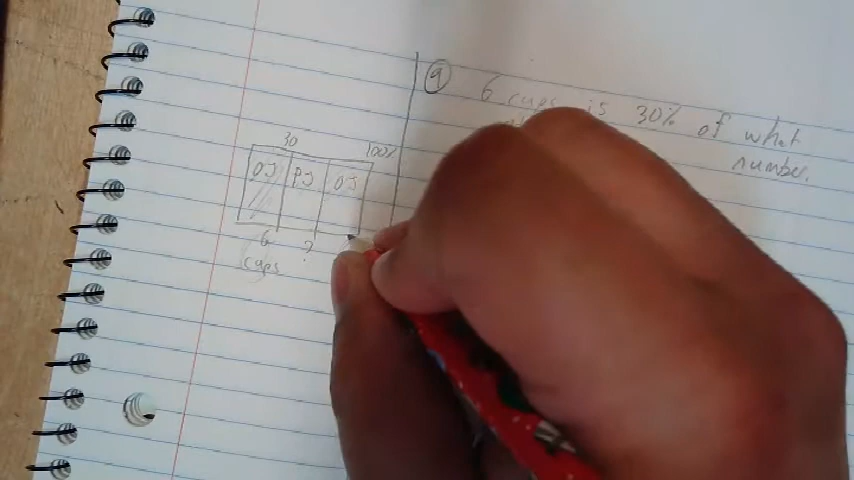 30
100%
OJ PJ OJ
6 ?
cups
9 6 cups is 30% of what
number.